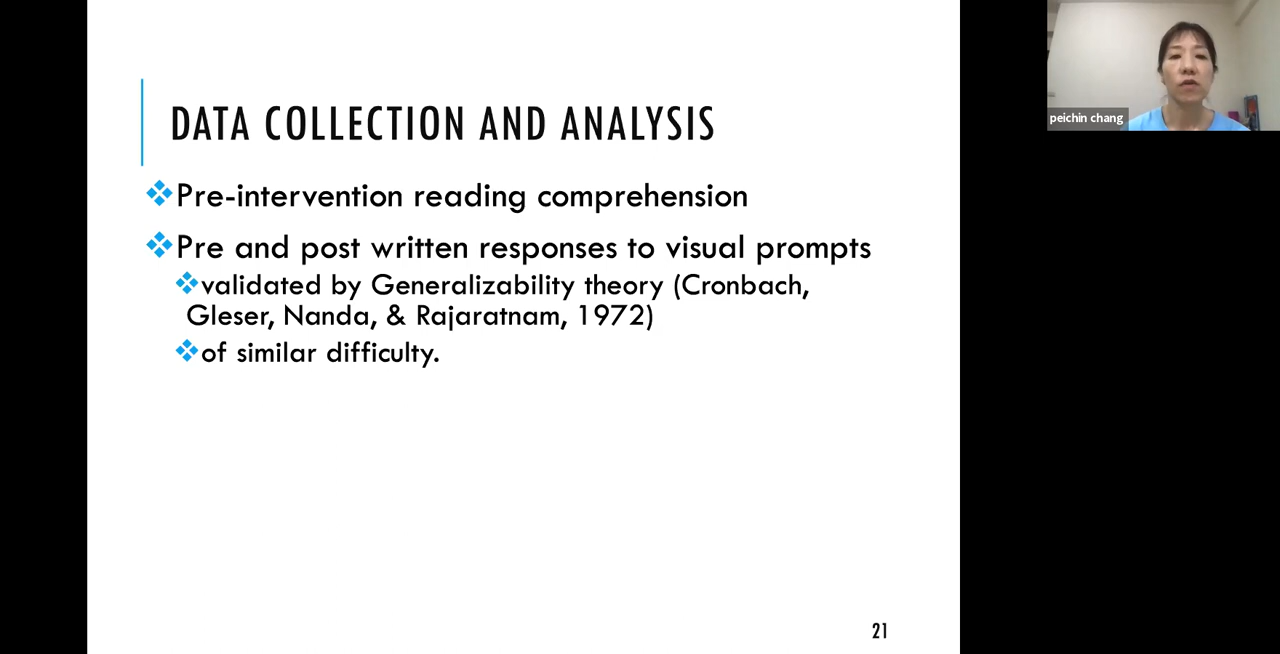 DATA COLLECTION AND ANALYSIS
❖Pre-intervention reading comprehension
❖Pre and post written responses to visual prompts
❖validated by Generalizability theory (Cronbach,
Gleser, Nanda, & Rajaratnam, 1972)
❖of similar difficulty.
21
peichin chang